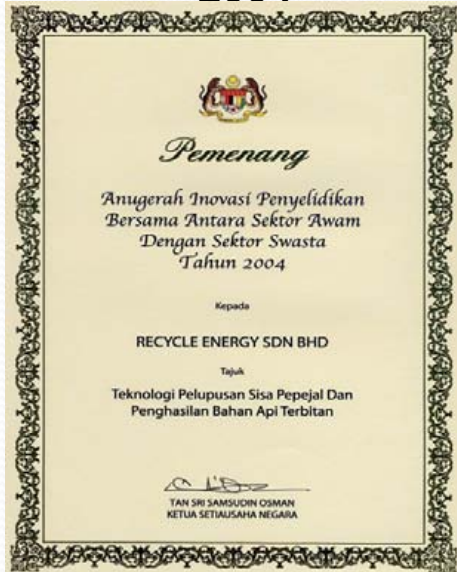 Pemenang
Anugerah Inovasi Penyelidikan
Bersama Antara Sektor Awam
Dengan Sektor Swasta
Tahun 2004
Kepada
RECYCLE ENERGY SDN BHD
Tajuk
Teknologi Pelupusan Sisa Pepejal Dan
Penghasilan Bahan Api Terbitan
TAN SRI SAMSUDIN OSMAN
KETUA SETIAUSAHA NEGARA